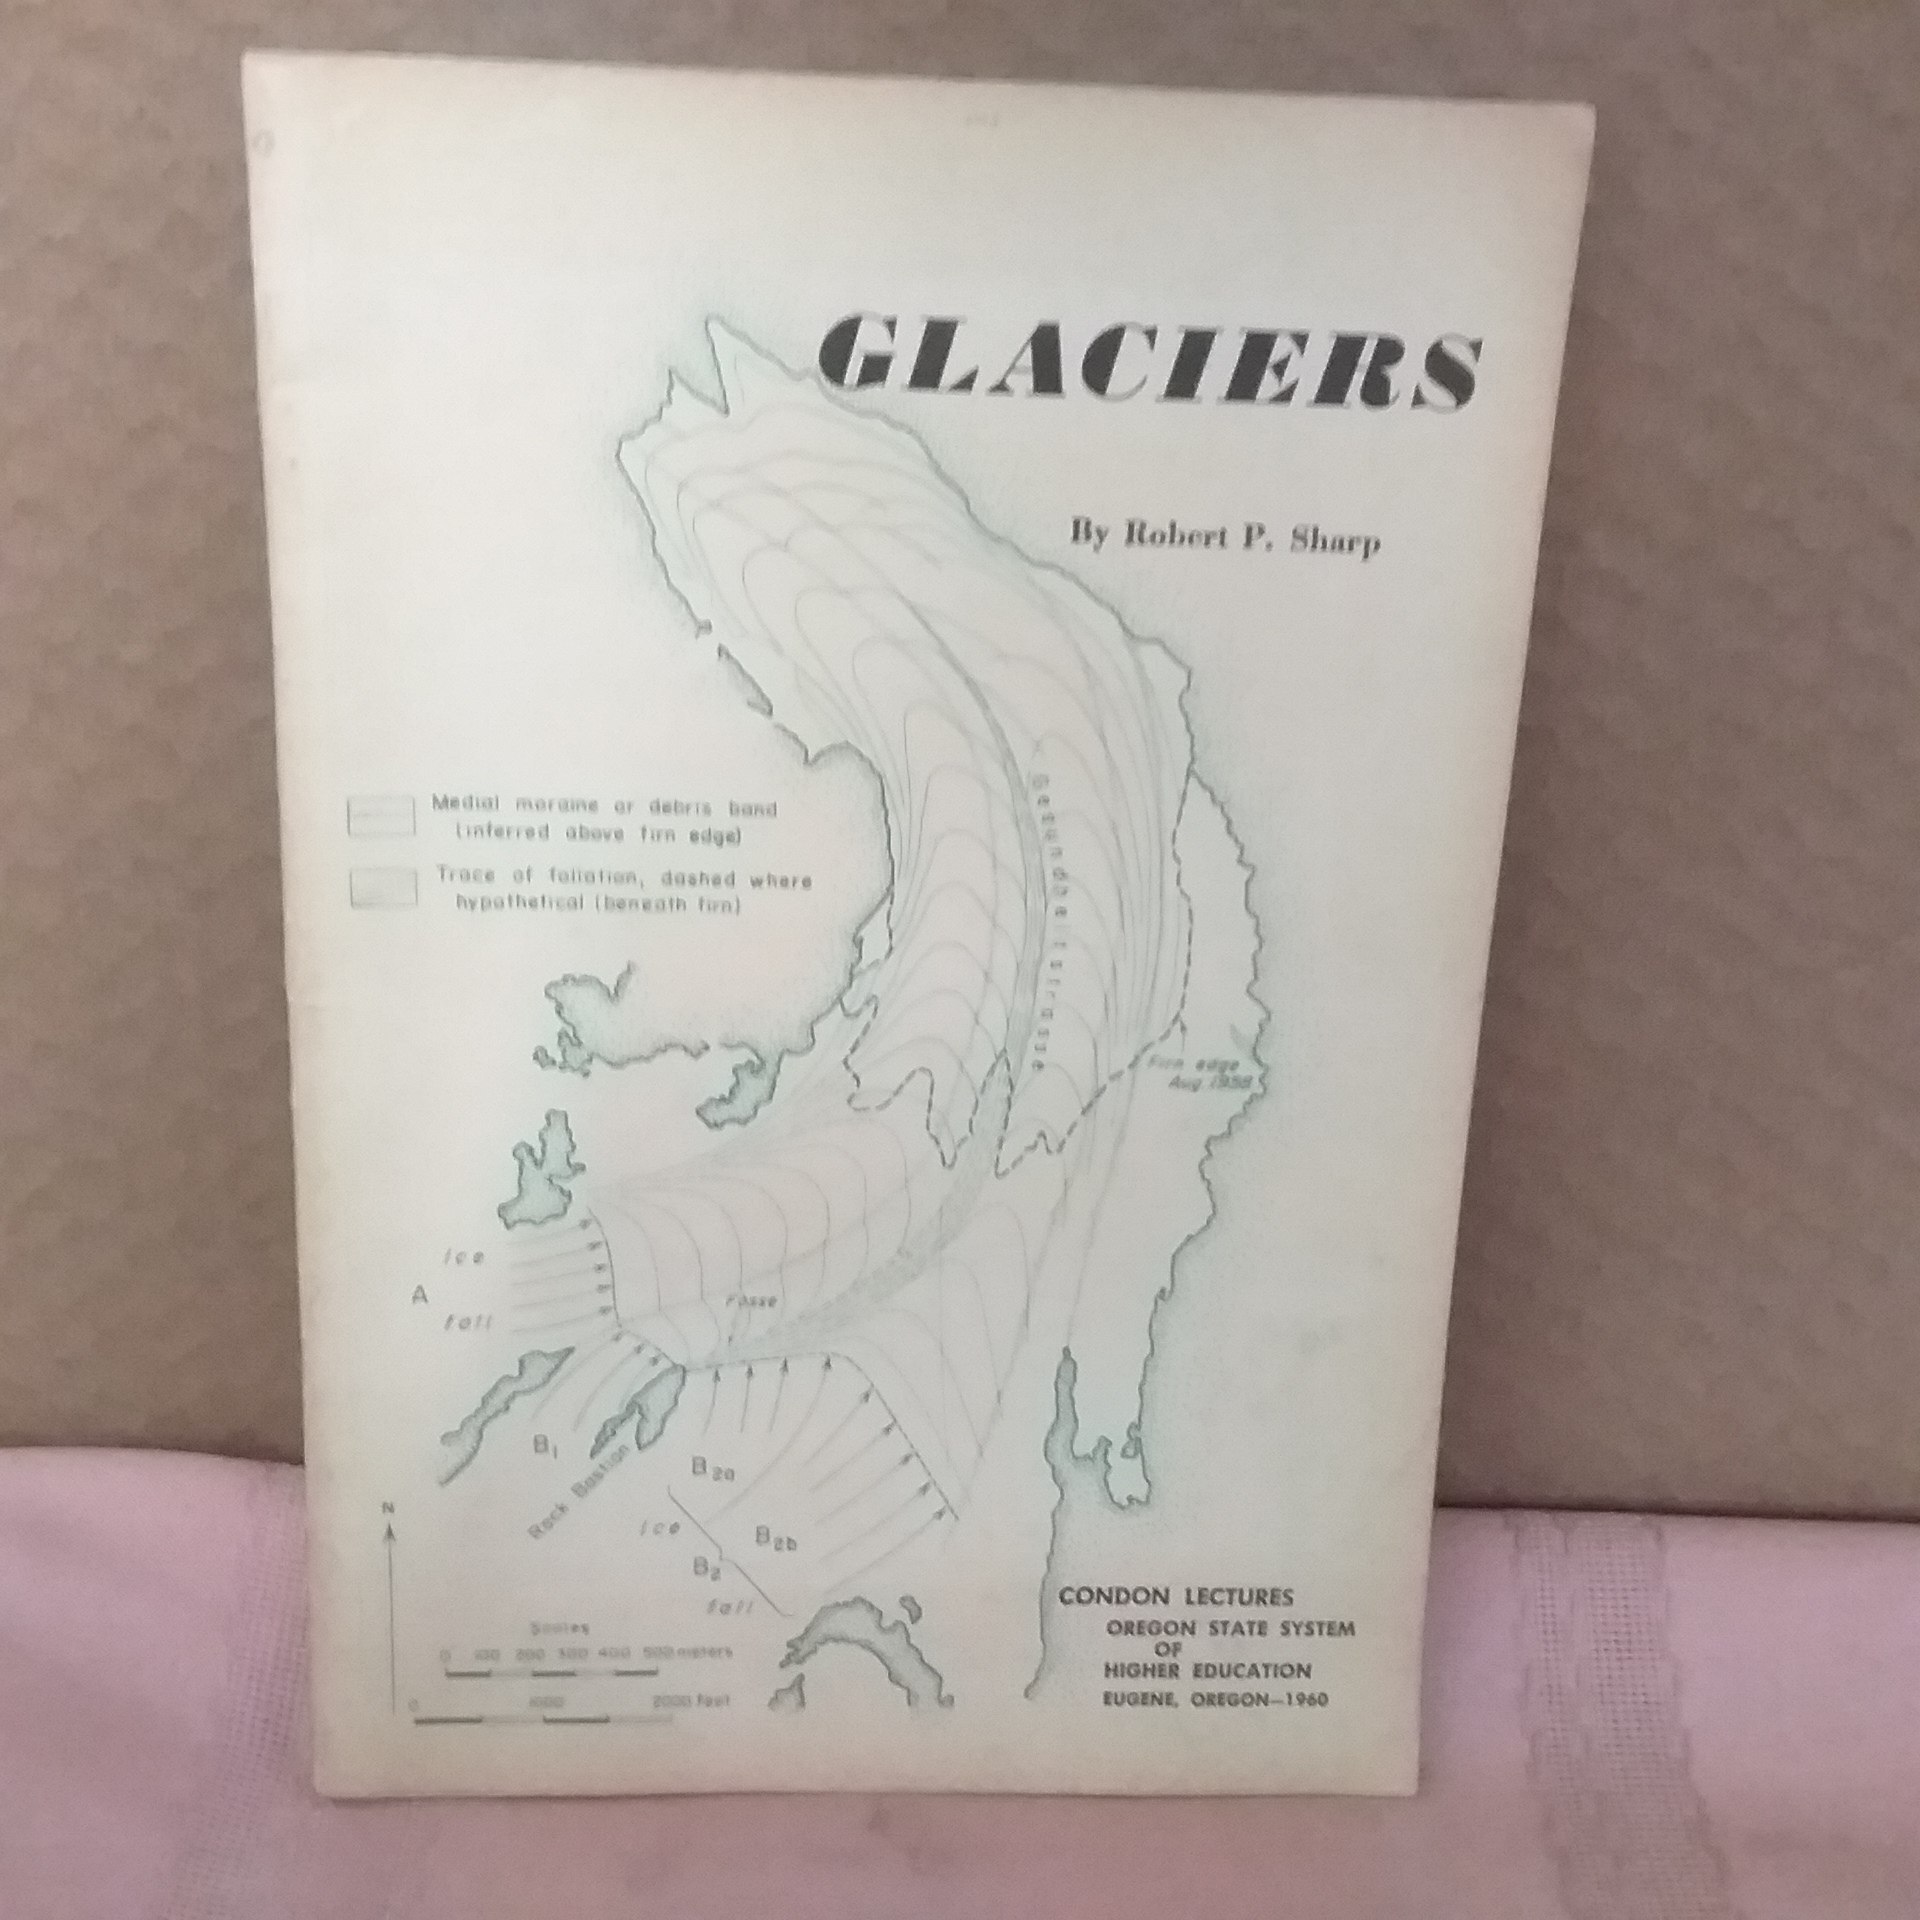 GLACIERS
By Robert P. Sharp
Medial moraine or debris band
(inferred above firn edge)
Trace of foliation, dashed where
hypothetical (beneath firn)
Gesundheitstrasse
Firn edge
Aug. 1958
Ice
A
fall
Fosse
B1
Rock Bastion
B2a
Ice
B2b
B2
fall
N
Scales
0 100 200 300 400 500 meters
0 1000 2000 feet
CONDON LECTURES
OREGON STATE SYSTEM
OF
HIGHER EDUCATION
EUGENE, OREGON—1960